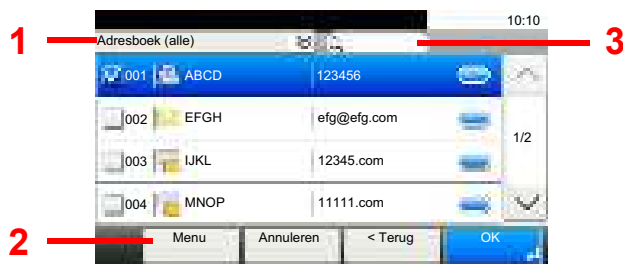 10:10
1 Adresboek (alle) 3
001 ABCD 123456
002 EFGH efg@efg.com
003 IJKL 12345.com
1/2
004 MNOP 11111.com
2 Menu Annuleren < Terug OK